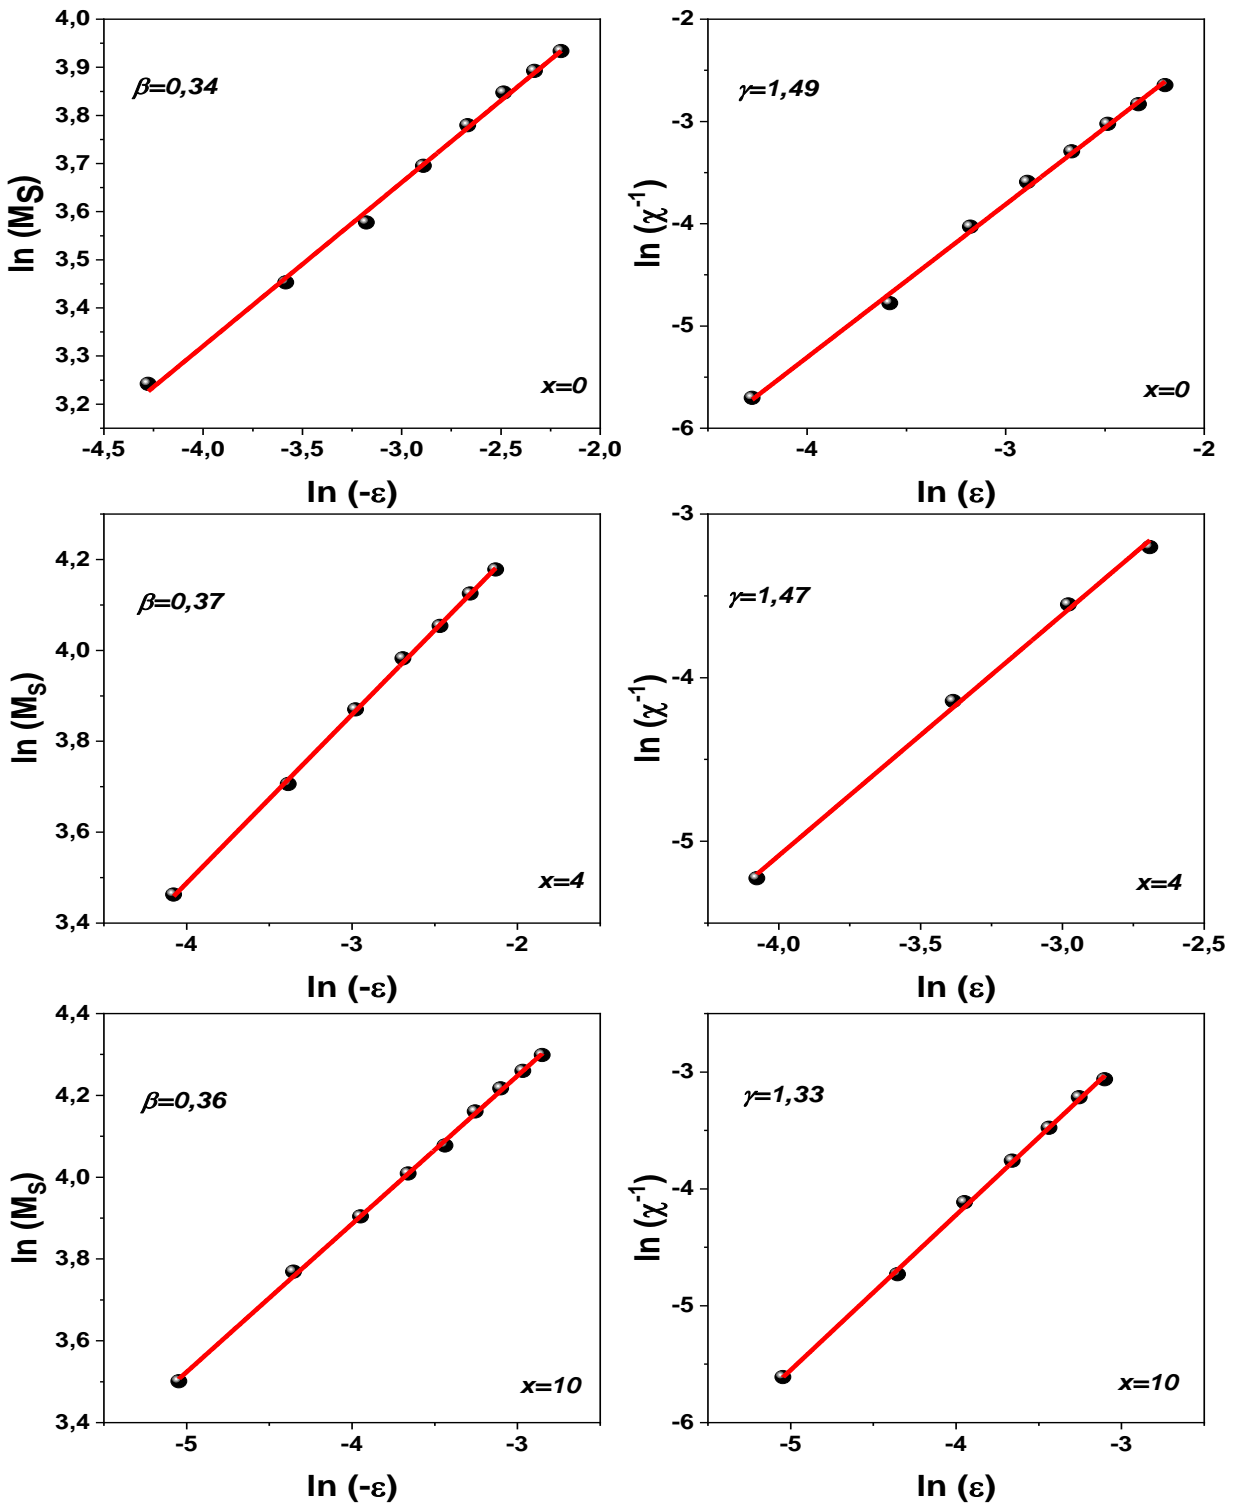 4,0
3,9
3,8
3,7
3,6
3,5
3,4
3,3
3,2
ln (MS)
β=0,34
x=0
-4,5 -4,0 -3,5 -3,0 -2,5 -2,0
ln (-ε)
-2
-3
-4
-5
-6
ln (χ-1)
γ=1,49
x=0
-4 -3 -2
ln (ε)
4,2
4,0
3,8
3,6
3,4
ln (MS)
β=0,37
x=4
-4 -3 -2
ln (-ε)
-3
-4
-5
ln (χ-1)
γ=1,47
x=4
-4,0 -3,5 -3,0 -2,5
ln (ε)
4,4
4,2
4,0
3,8
3,6
3,4
ln (MS)
β=0,36
x=10
-5 -4 -3
ln (-ε)
-3
-4
-5
-6
ln (χ-1)
γ=1,33
x=10
-5 -4 -3
ln (ε)